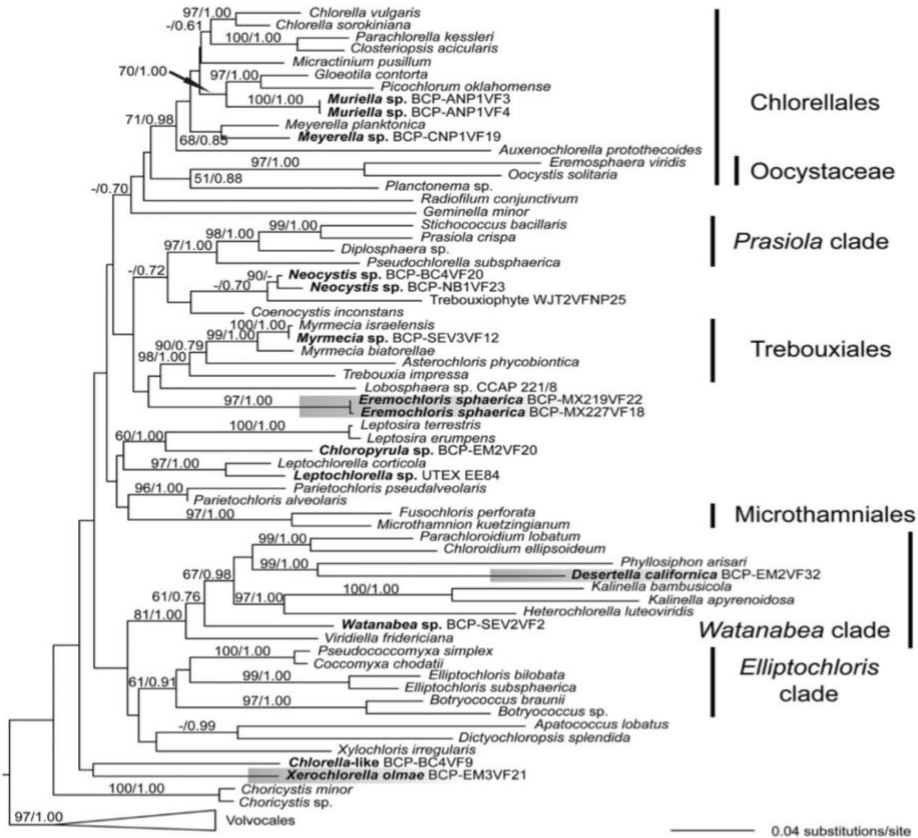 97/1.00 Chlorella vulgaris
-/0.61 Chlorella sorokiniana
100/1.00 Parachlorella kessleri
Closteriopsis acicularis
Micractinium pusillum
70/1.00 97/1.00 Gloeotila contorta
Picochlorum oklahomense
100/1.00 Muriella sp. BCP-ANP1VF3
Muriella sp. BCP-ANP1VF4
Chlorellales
71/0.98 Meyerella planktonica
68/0.85 Meyerella sp. BCP-CNP1VF19
Auxenochlorella protothecoides
97/1.00 Eremosphaera viridis
Oocystis solitaria
Oocystaceae
51/0.88 Planctonema sp.
-/0.70 Radiofilum conjunctivum
Geminella minor
99/1.00 Stichococcus bacillaris
98/1.00 Prasiola crispa
Prasiola clade
97/1.00 Diplosphaera sp.
Pseudochlorella subsphaerica
-/0.72 90/- Neocystis sp. BCP-BC4VF20
-/0.70 Neocystis sp. BCP-NB1VF23
Trebouxiophyte WJT2VFNP25
Coenocystis inconstans
100/1.00 Myrmecia israelensis
99/1.00 Myrmecia sp. BCP-SEV3VF12
90/0.79 Myrmecia biatorellae
Trebouxiales
98/1.00 Asterochloris phycobiontica
Trebouxia impressa
Lobosphaera sp. CCAP 221/8
97/1.00 Eremochloris sphaerica BCP-MX219VF22
Eremochloris sphaerica BCP-MX227VF18
100/1.00 Leptosira terrestris
60/1.00 Leptosira erumpens
Chloropyrula sp. BCP-EM2VF20
97/1.00 Leptochlorella corticola
Leptochlorella sp. UTEX EE84
96/1.00 Parietochloris pseudalveolaris
Parietochloris alveolaris
97/1.00 Fusochloris perforata
Microthamniales
Microthamnion kuetzingianum
99/1.00 Parachloroidium lobatum
Chloroidium ellipsoideum
99/1.00 Phyllosiphon arisari
67/0.98 Desertella californica BCP-EM2VF32
100/1.00 Kalinella bambusicola
61/0.76 97/1.00 Kalinella apyrenoidosa
Heterochlorella luteoviridis
81/1.00 Watanabea sp. BCP-SEV2VF2
Watanabea clade
Viridiella fridericiana
100/1.00 Pseudococcomyxa simplex
Coccomyxa chodatii
Elliptochloris
clade
61/0.91 99/1.00 Elliptochloris bilobata
Elliptochloris subsphaerica
97/1.00 Botryococcus braunii
Botryococcus sp.
-/0.99 Apatococcus lobatus
Dictyochloropsis splendida
Xylochloris irregularis
Chlorella-like BCP-BC4VF9
Xerochlorella olmae BCP-EM3VF21
100/1.00 Choricystis minor
Choricystis sp.
97/1.00 Volvocales
0.04 substitutions/site